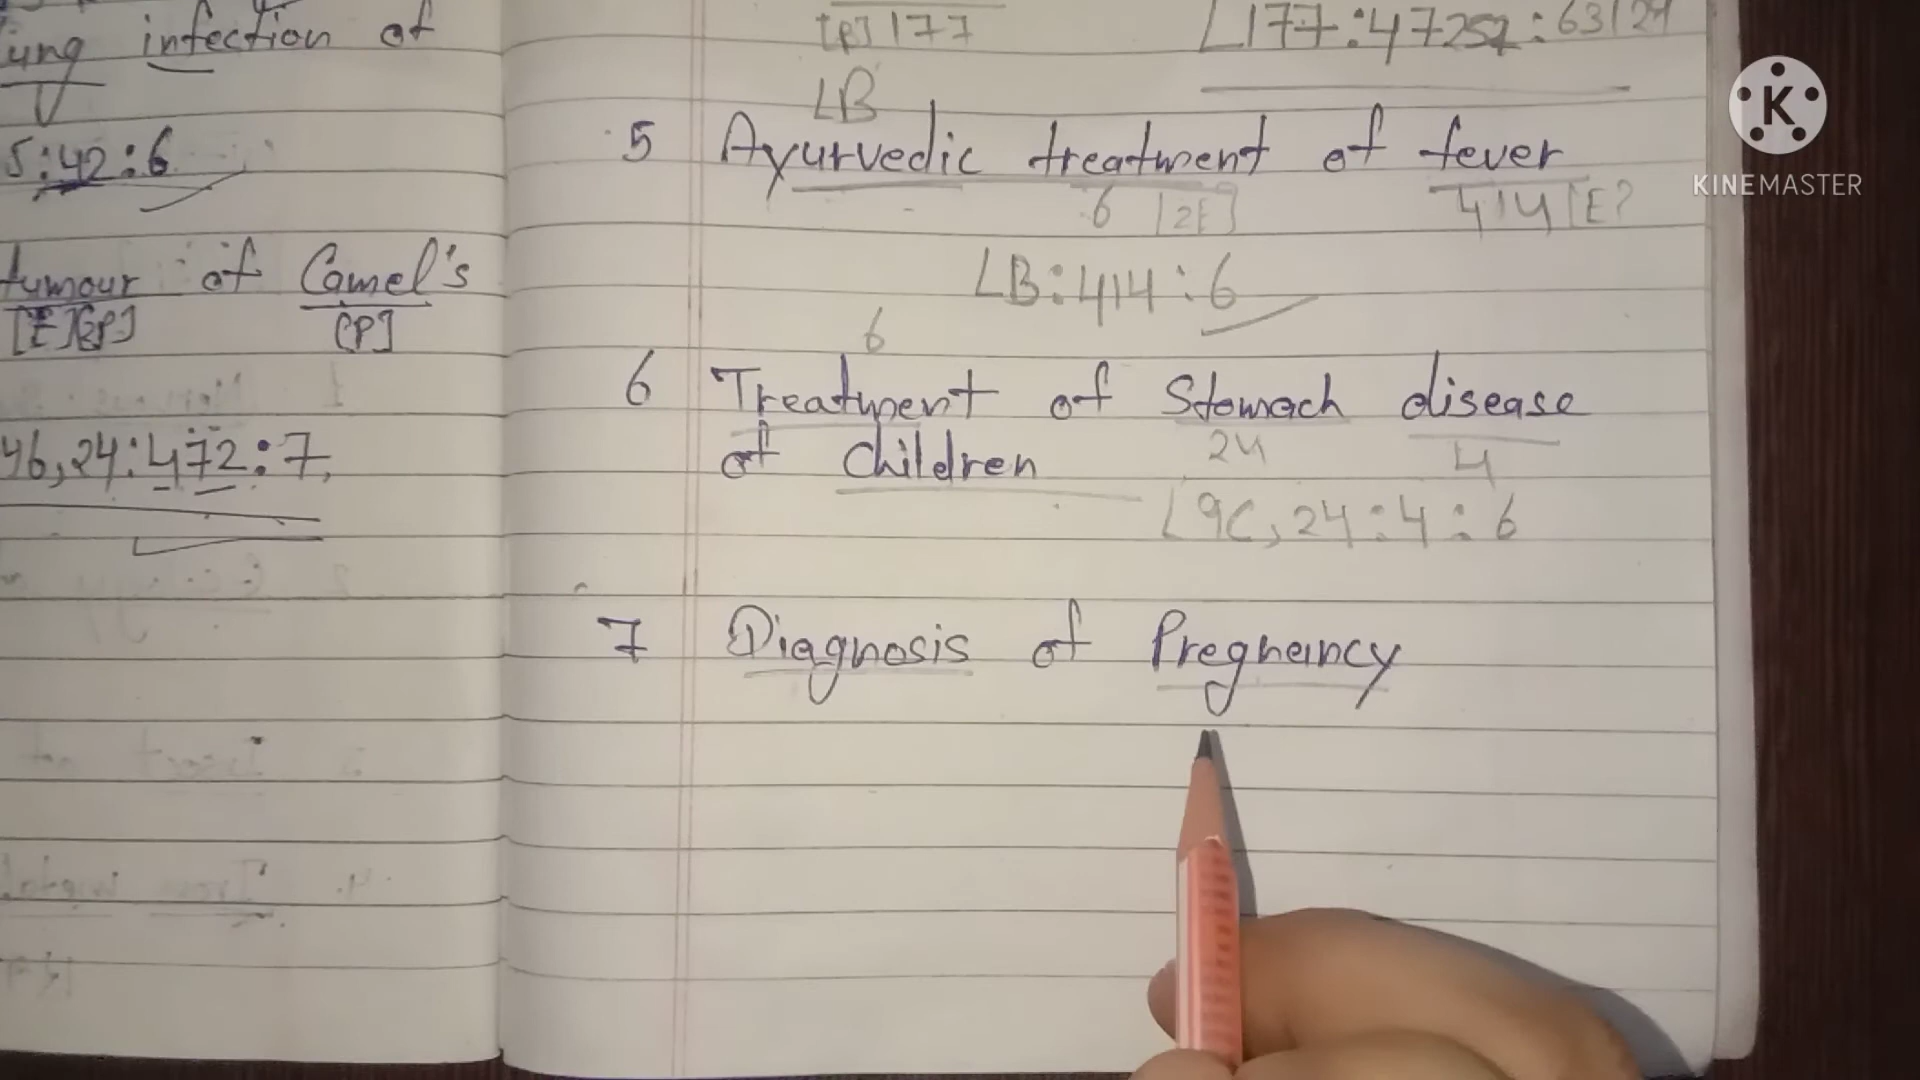 infection of
5:42:6
tumour of Camel's
[E][2P] [P]
46,24:472:7,
[P]177 L177:47252:63124
LB
5 Ayurvedic treatment of fever
6 [2E] 414[E]
LB:414:6
6
6 Treatment of Stomach disease
24 4
of Children
L9C,24:4:6
7 Diagnosis of Pregnancy
K
KINEMASTER